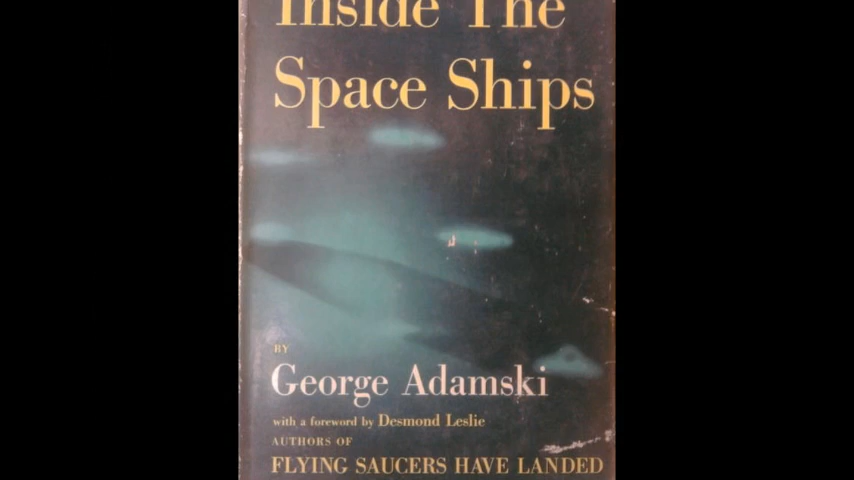 Inside The
Space Ships
BY
George Adamski
with a foreword by Desmond Leslie
AUTHORS OF
FLYING SAUCERS HAVE LANDED